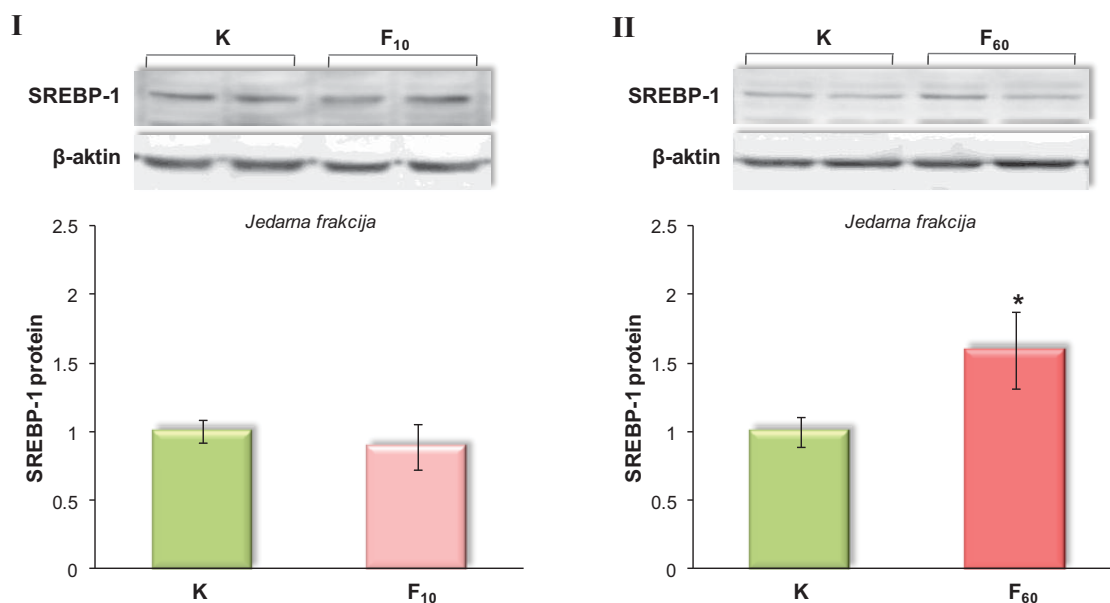 I
K F₁₀
SREBP-1
β-aktin
Jedarna frakcija
SREBP-1 protein
2.5
2
1.5
1
0.5
0
K F₁₀
II
K F₆₀
SREBP-1
β-aktin
Jedarna frakcija
SREBP-1 protein
2.5
2
*
1.5
1
0.5
0
K F₆₀